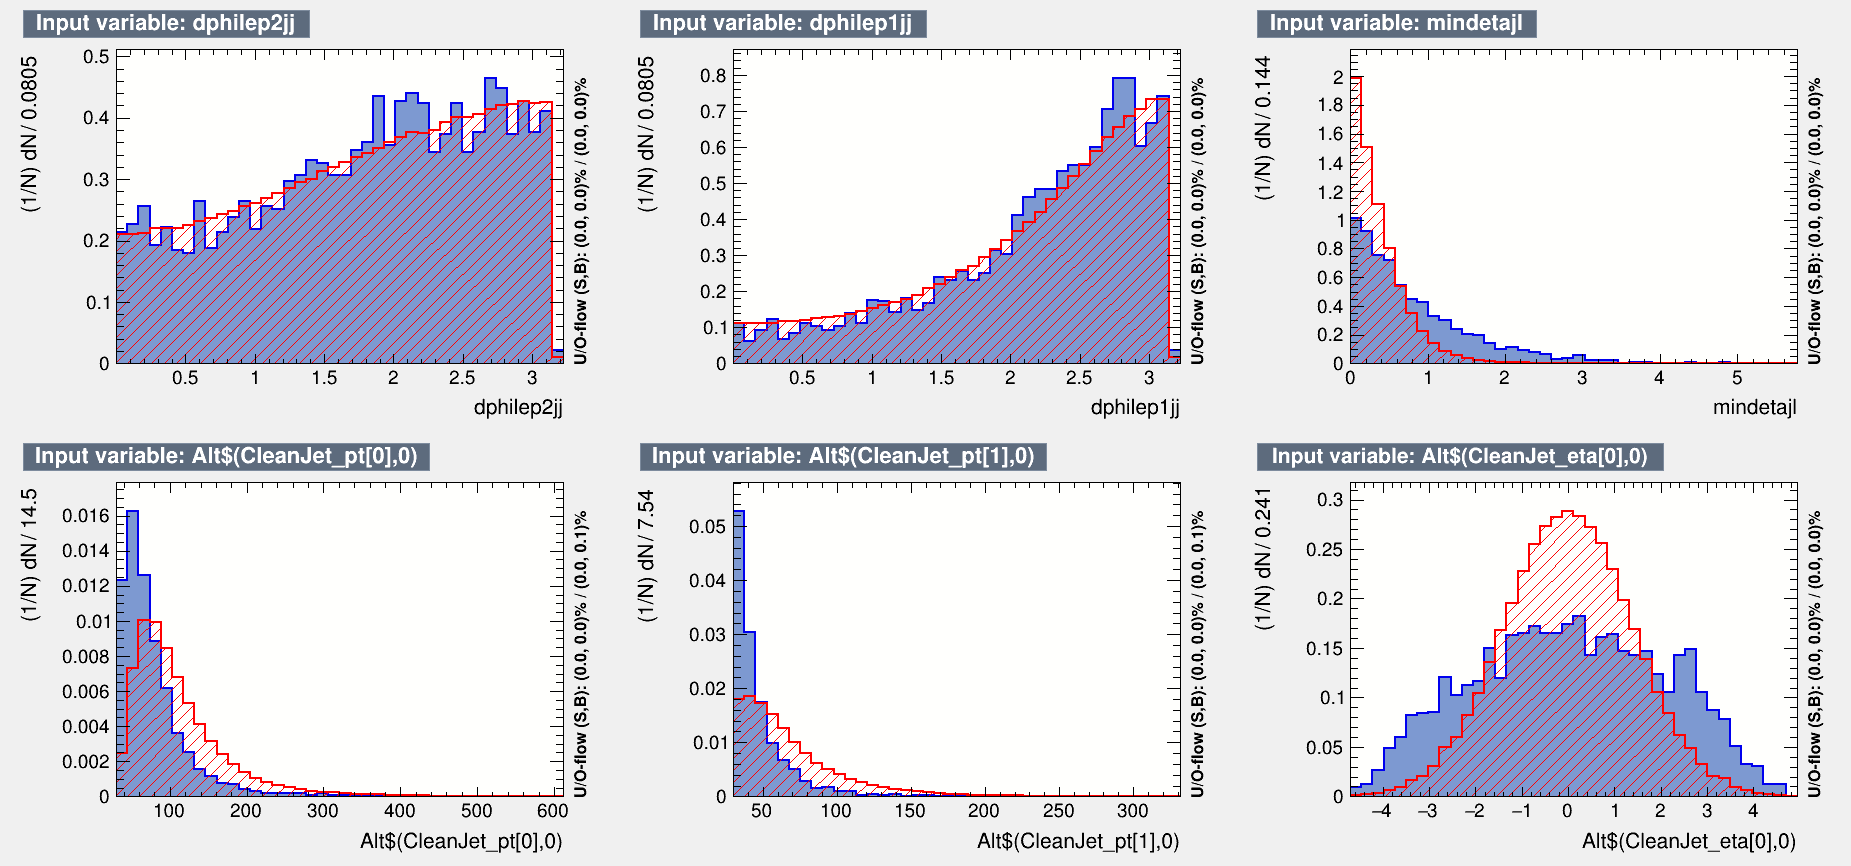 Input variable: dphilep2jj
(1/N) dN / 0.0805
0.5
0.4
0.3
0.2
0.1
0
0.5 1 1.5 2 2.5 3
dphilep2jj
U/O-flow (S,B): (0.0, 0.0)% / (0.0, 0.0)%
Input variable: dphilep1jj
(1/N) dN / 0.0805
0.8
0.7
0.6
0.5
0.4
0.3
0.2
0.1
0
0.5 1 1.5 2 2.5 3
dphilep1jj
U/O-flow (S,B): (0.0, 0.0)% / (0.0, 0.0)%
Input variable: mindetajl
(1/N) dN / 0.144
2
1.8
1.6
1.4
1.2
1
0.8
0.6
0.4
0.2
0
0 1 2 3 4 5
mindetajl
U/O-flow (S,B): (0.0, 0.0)% / (0.0, 0.0)%
Input variable: Alt$(CleanJet_pt[0],0)
(1/N) dN / 14.5
0.016
0.014
0.012
0.01
0.008
0.006
0.004
0.002
0
100 200 300 400 500 600
Alt$(CleanJet_pt[0],0)
U/O-flow (S,B): (0.0, 0.0)% / (0.0, 0.1)%
Input variable: Alt$(CleanJet_pt[1],0)
(1/N) dN / 7.54
0.05
0.04
0.03
0.02
0.01
0
50 100 150 200 250 300
Alt$(CleanJet_pt[1],0)
U/O-flow (S,B): (0.0, 0.0)% / (0.0, 0.1)%
Input variable: Alt$(CleanJet_eta[0],0)
(1/N) dN / 0.241
0.3
0.25
0.2
0.15
0.1
0.05
0
−4 −3 −2 −1 0 1 2 3 4
Alt$(CleanJet_eta[0],0)
U/O-flow (S,B): (0.0, 0.0)% / (0.0, 0.0)%